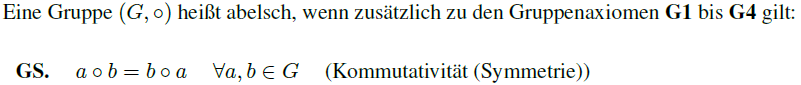 Eine Gruppe (G, ∘) heißt abelsch, wenn zusätzlich zu den Gruppenaxiomen G1 bis G4 gilt:
GS. a ∘ b = b ∘ a ∀a, b ∈ G (Kommutativität (Symmetrie))